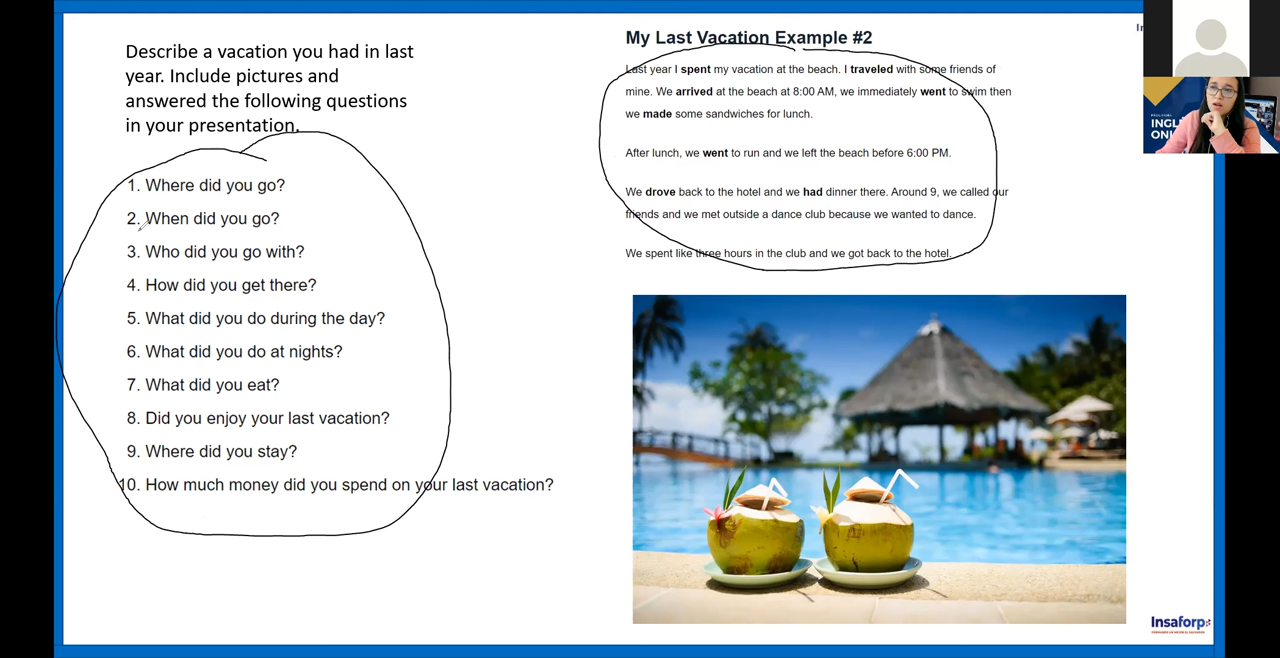 Describe a vacation you had in last
year. Include pictures and
answered the following questions
in your presentation.
1. Where did you go?
2. When did you go?
3. Who did you go with?
4. How did you get there?
5. What did you do during the day?
6. What did you do at nights?
7. What did you eat?
8. Did you enjoy your last vacation?
9. Where did you stay?
10. How much money did you spend on your last vacation?
My Last Vacation Example #2
Last year I spent my vacation at the beach. I traveled with some friends of
mine. We arrived at the beach at 8:00 AM, we immediately went to swim then
we made some sandwiches for lunch.
After lunch, we went to run and we left the beach before 6:00 PM.
We drove back to the hotel and we had dinner there. Around 9, we called our
friends and we met outside a dance club because we wanted to dance.
We spent like three hours in the club and we got back to the hotel.
Insaforp